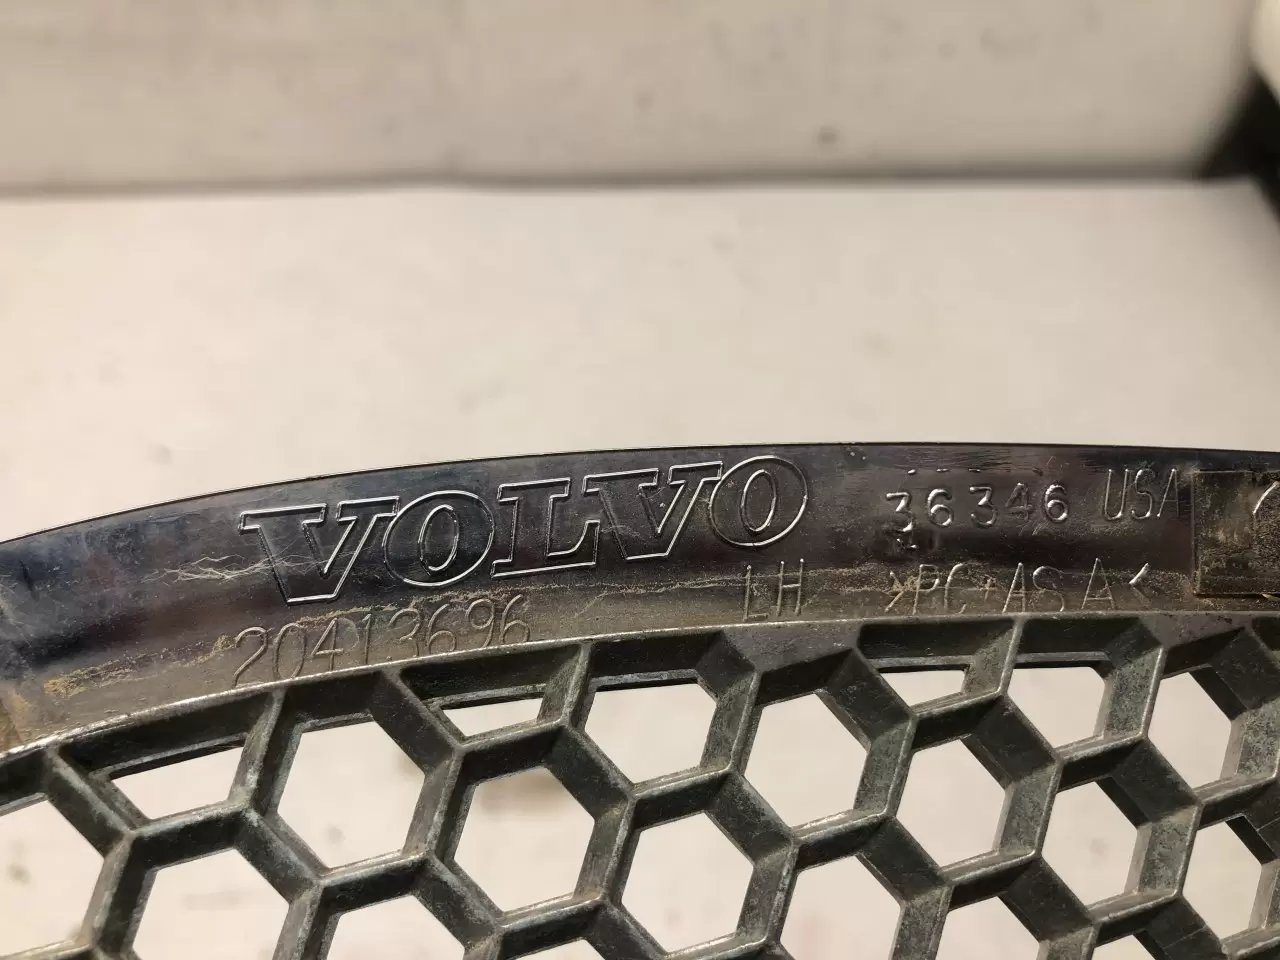 VOLVO
36346 USA
20413696
LH
>PC+ASA<